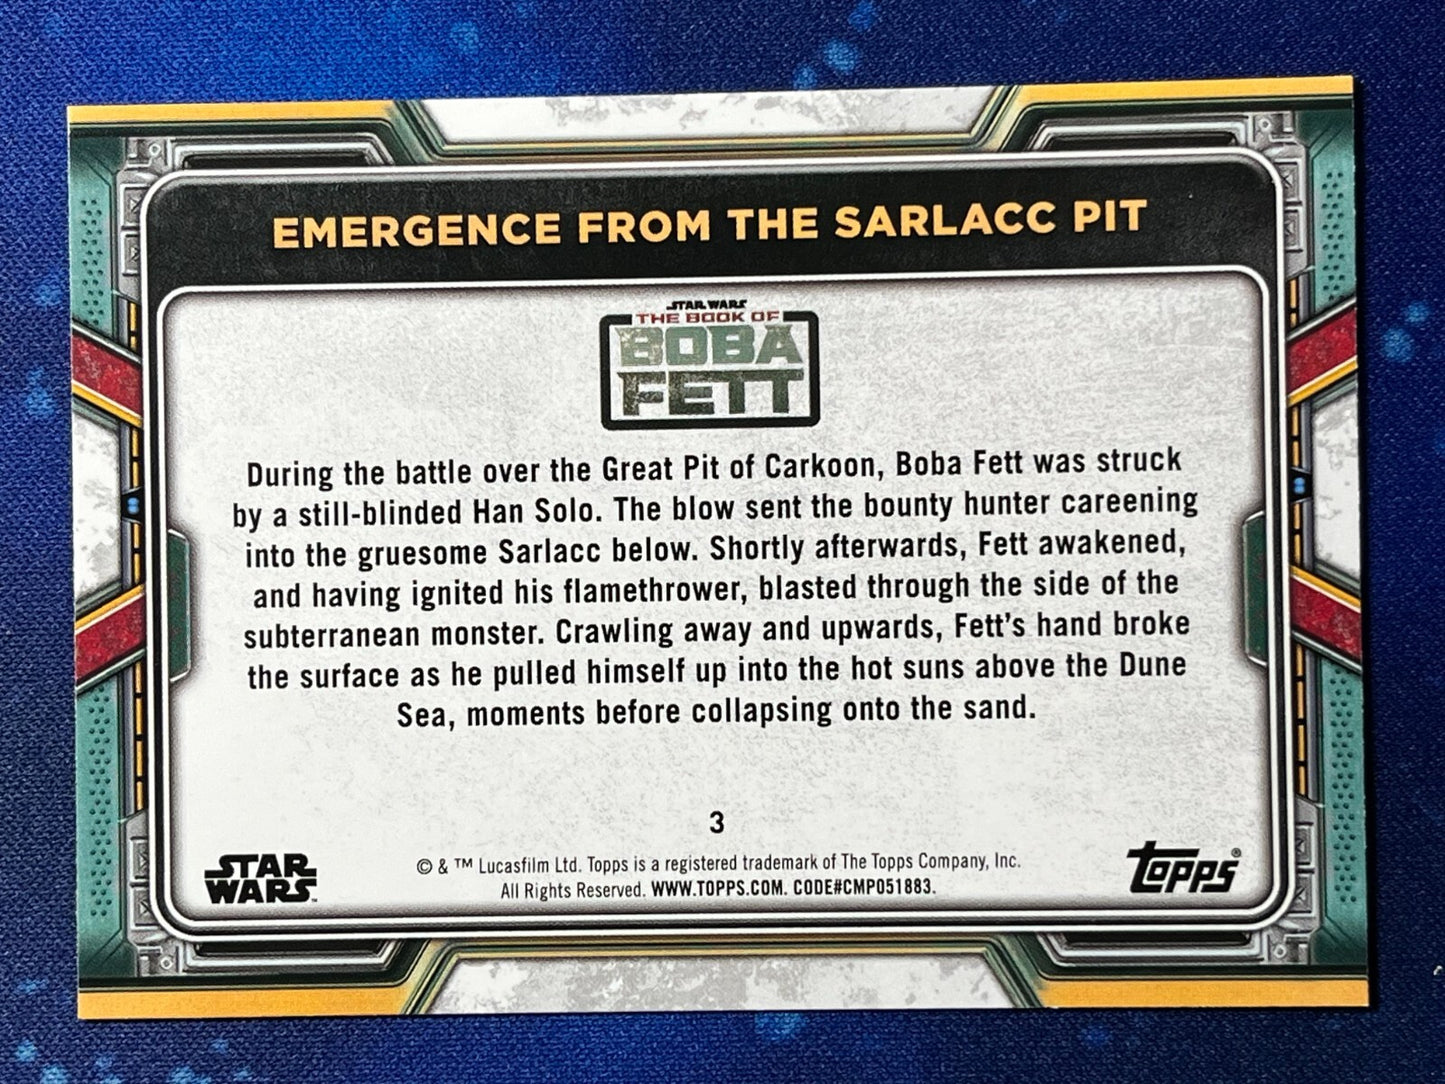 EMERGENCE FROM THE SARLACC PIT
STAR WARS
THE BOOK OF
BOBA
FETT
During the battle over the Great Pit of Carkoon, Boba Fett was struck
by a still-blinded Han Solo. The blow sent the bounty hunter careening
into the gruesome Sarlacc below. Shortly afterwards, Fett awakened,
and having ignited his flamethrower, blasted through the side of the
subterranean monster. Crawling away and upwards, Fett's hand broke
the surface as he pulled himself up into the hot suns above the Dune
Sea, moments before collapsing onto the sand.
3
© & ™ Lucasfilm Ltd. Topps is a registered trademark of The Topps Company, Inc.
All Rights Reserved. WWW.TOPPS.COM. CODE#CMP051883.
STAR
WARS™
Topps®